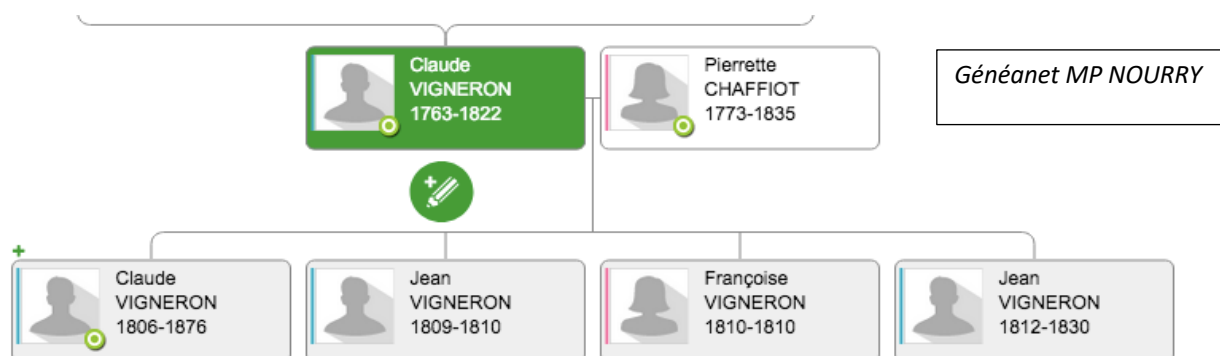 Claude
VIGNERON
1763-1822
Pierrette
CHAFFIOT
1773-1835
Généanet MP NOURRY
Claude
VIGNERON
1806-1876
Jean
VIGNERON
1809-1810
Françoise
VIGNERON
1810-1810
Jean
VIGNERON
1812-1830